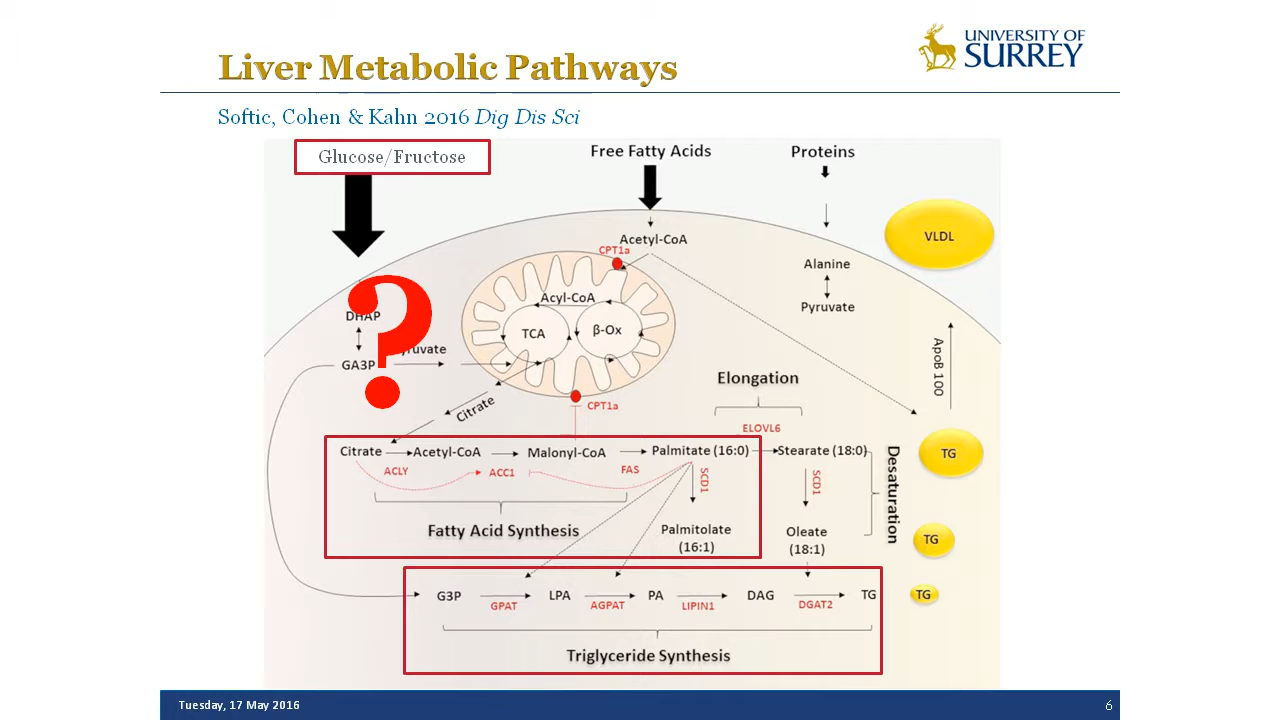 UNIVERSITY OF
SURREY
Liver Metabolic Pathways
Softic, Cohen & Kahn 2016 Dig Dis Sci
Glucose/Fructose
Free Fatty Acids
Proteins
VLDL
Acetyl-CoA
CPT1a
Alanine
Acyl-CoA
Pyruvate
DHAP
?
TCA
β-Ox
GA3P
ApoB 100
Elongation
Citrate
CPT1a
ELOVL6
Citrate
Acetyl-CoA
Malonyl-CoA
Palmitate (16:0)
Stearate (18:0)
TG
ACLY
ACC1
FAS
SCD1
SCD1
Desaturation
Fatty Acid Synthesis
Palmitolate
(16:1)
Oleate
(18:1)
TG
G3P
GPAT
LPA
AGPAT
PA
LIPIN1
DAG
DGAT2
TG
TG
Triglyceride Synthesis
Tuesday, 17 May 2016
6